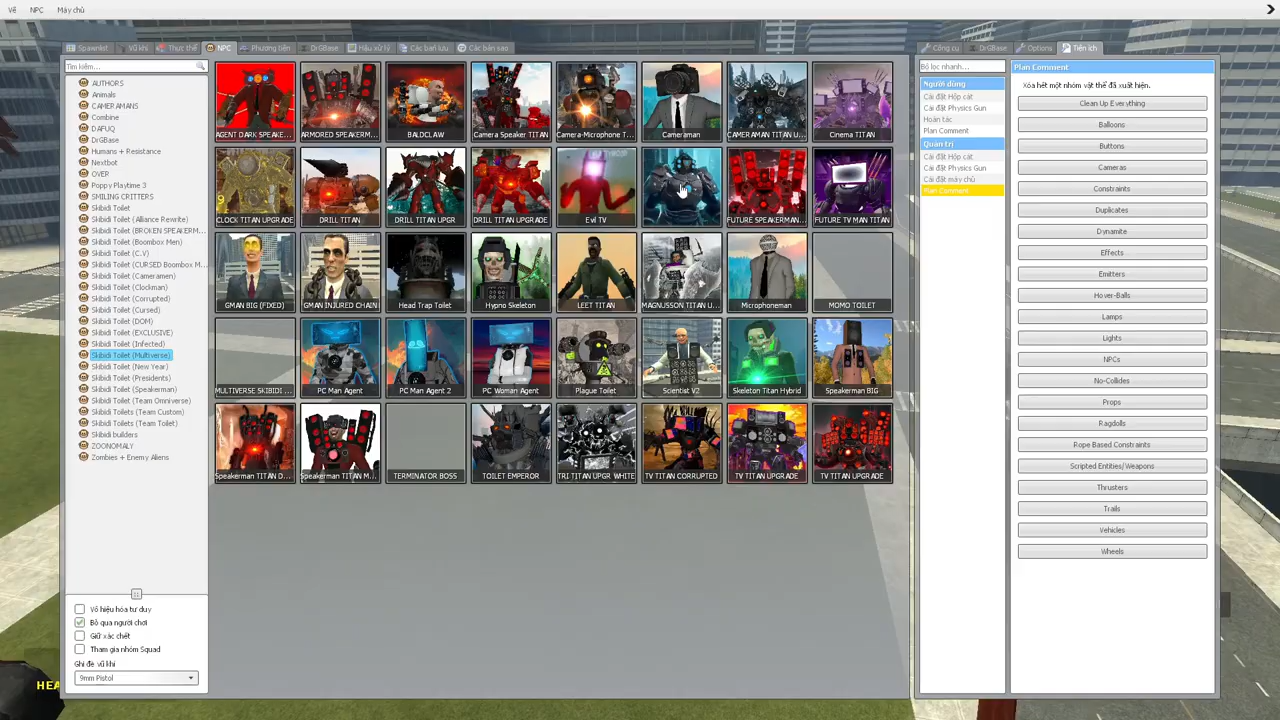 Vẽ NPC Máy chủ
Spawnlist Vũ khí Thực thể NPC Phương tiện DrGBase Hậu xử lý Các bản lưu Các bản sao
Công cụ DrGBase Options Tiện ích
Tìm kiếm...
AUTHORS
Animals
CAMERAMANS
Combine
DAFUQ
DrGBase
Humans + Resistance
Nextbot
OVER
Poppy Playtime 3
SMILING CRITTERS
Skibidi Toilet
Skibidi Toilet (Alliance Rewrite)
Skibidi Toilet (BROKEN SPEAKERM...
Skibidi Toilet (Boombox Men)
Skibidi Toilet (C.V)
Skibidi Toilet (CURSED Boombox M...
Skibidi Toilet (Cameramen)
Skibidi Toilet (Clockman)
Skibidi Toilet (Corrupted)
Skibidi Toilet (Cursed)
Skibidi Toilet (DOM)
Skibidi Toilet (EXCLUSIVE)
Skibidi Toilet (Infected)
Skibidi Toilet (Multiverse)
Skibidi Toilet (New Year)
Skibidi Toilet (Presidents)
Skibidi Toilet (Speakerman)
Skibidi Toilet (Team Omniverse)
Skibidi Toilets (Team Custom)
Skibidi Toilets (Team Toilet)
Skibidi builders
ZOONOMALY
Zombies + Enemy Aliens
Vô hiệu hóa tư duy
Bỏ qua người chơi
Giữ xác chết
Tham gia nhóm Squad
Ghi đè vũ khí
9mm Pistol
HEA
AGENT DARK SPEAKE... ARMORED SPEAKERM... BALDCLAW Camera Speaker TITAN Camera-Microphone T... Cameraman CAMERAMAN TITAN U... Cinema TITAN
9
CLOCK TITAN UPGRADE DRILL TITAN DRILL TITAN UPGR DRILL TITAN UPGRADE Evil TV FUTURE SPEAKERMAN... FUTURE TV MAN TITAN
GMAN BIG (FIXED) GMAN INJURED CHAIN Head Trap Toilet Hypno Skeleton LEET TITAN MAGNUSSON TITAN U... Microphoneman MOMO TOILET
MULTIVERSE SKIBIDI ... PC Man Agent PC Man Agent 2 PC Woman Agent Plague Toilet Scientist V2 Skeleton Titan Hybrid Speakerman BIG
Speakerman TITAN D... Speakerman TITAN M... TERMINATOR BOSS TOILET EMPEROR TRI TITAN UPGR WHITE TV TITAN CORRUPTED TV TITAN UPGRADE TV TITAN UPGRADE
Bộ lọc nhanh...
Người dùng
Cài đặt Hộp cát
Cài đặt Physics Gun
Hoàn tác
Plan Comment
Quản trị
Cài đặt Hộp cát
Cài đặt Physics Gun
Cài đặt máy chủ
Plan Comment
Plan Comment
Xóa hết một nhóm vật thể đã xuất hiện.
Clean Up Everything
Balloons
Buttons
Cameras
Constraints
Duplicates
Dynamite
Effects
Emitters
Hover-Balls
Lamps
Lights
NPCs
No-Collides
Props
Ragdolls
Rope Based Constraints
Scripted Entities/Weapons
Thrusters
Trails
Vehicles
Wheels